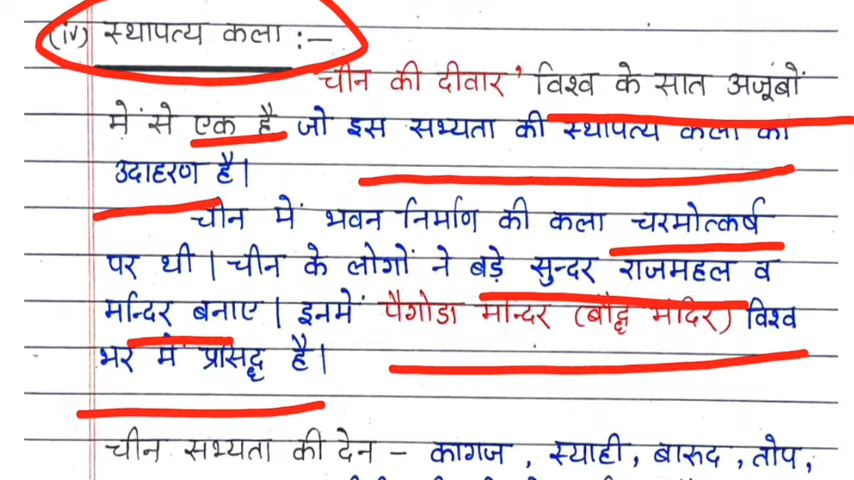 (iv) स्थापत्य कला :–
चीन की दीवार' विश्व के सात अजूबों
में से एक है जो इस सभ्यता की स्थापत्य कला का
उदाहरण है।
चीन में भवन निर्माण की कला चरमोत्कर्ष
पर थी। चीन के लोगों ने बड़े सुन्दर राजमहल व
मन्दिर बनाए। इनमें पैगोडा मन्दिर (बौद्ध मंदिर) विश्व
भर में प्रसिद्ध है।
चीन सभ्यता की देन – कागज , स्याही, बारुद , तोप,